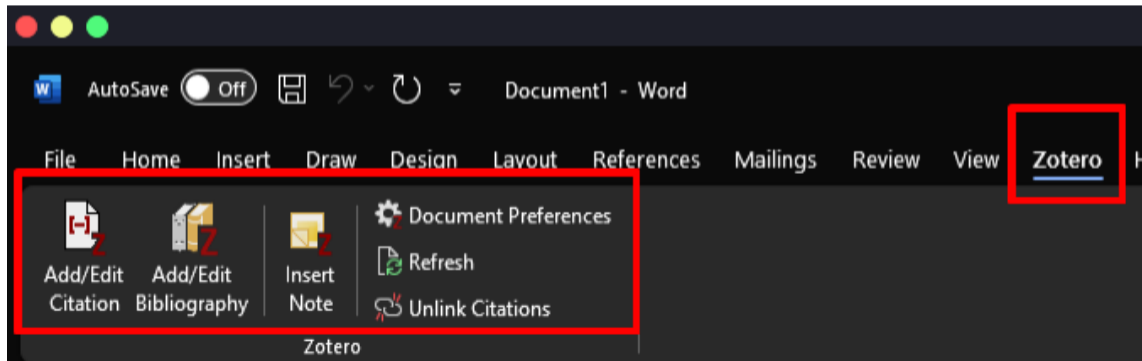 W AutoSave Off Document1 - Word
File Home Insert Draw Design Layout References Mailings Review View Zotero
Add/Edit Citation
Add/Edit Bibliography
Insert Note
Document Preferences
Refresh
Unlink Citations
Zotero